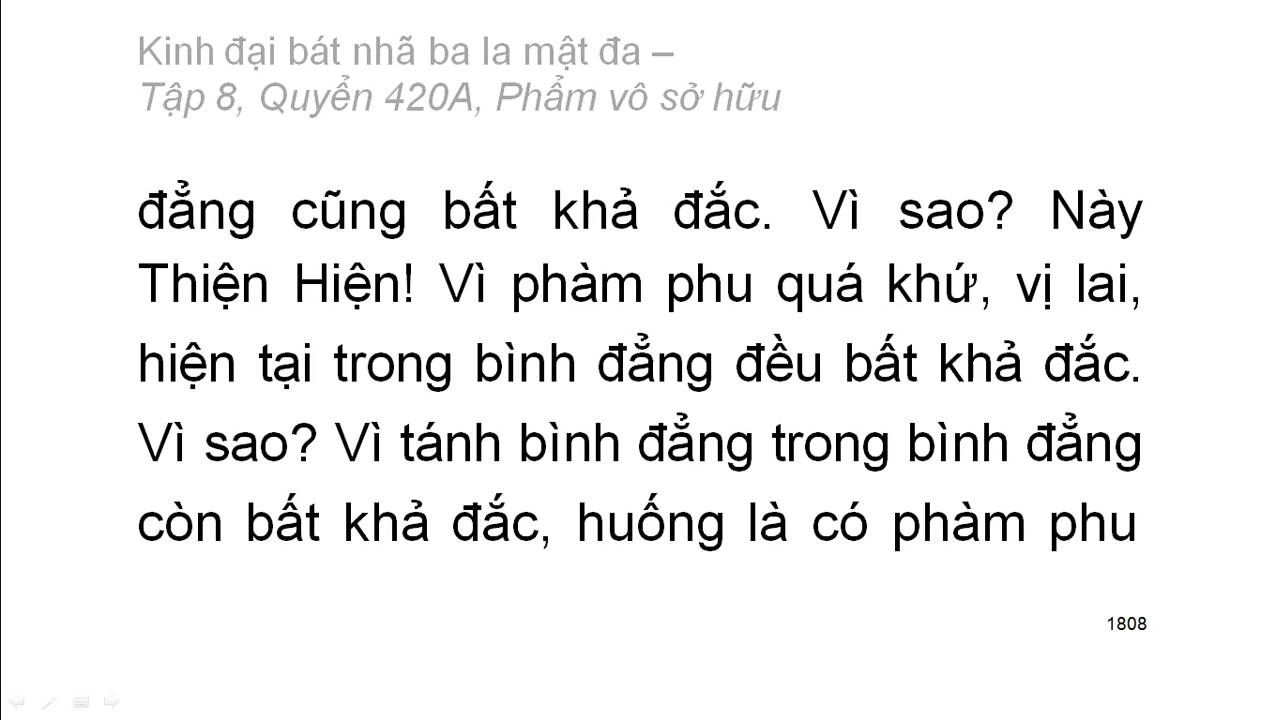 Kinh đại bát nhã ba la mật đa –
Tập 8, Quyển 420A, Phẩm vô sở hữu
đẳng cũng bất khả đắc. Vì sao? Này
Thiện Hiện! Vì phàm phu quá khứ, vị lai,
hiện tại trong bình đẳng đều bất khả đắc.
Vì sao? Vì tánh bình đẳng trong bình đẳng
còn bất khả đắc, huống là có phàm phu
1808